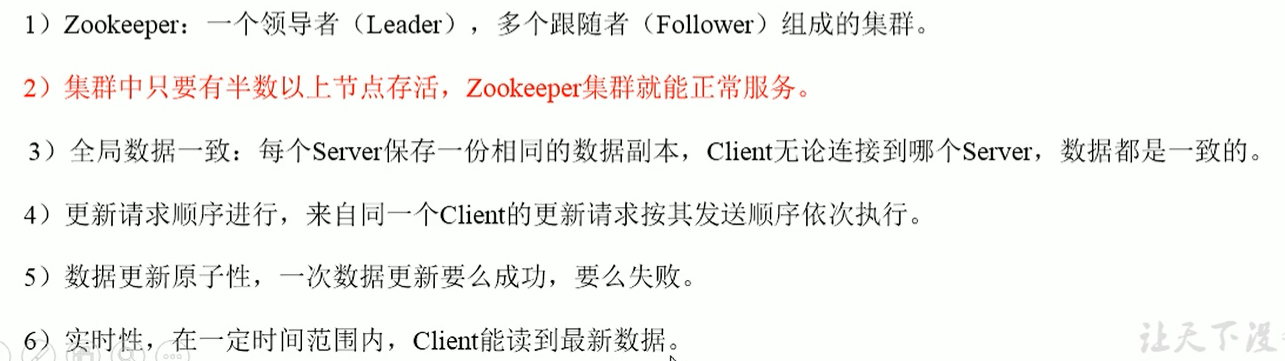 1）Zookeeper：一个领导者（Leader），多个跟随者（Follower）组成的集群。
2）集群中只要有半数以上节点存活，Zookeeper集群就能正常服务。
3）全局数据一致：每个Server保存一份相同的数据副本，Client无论连接到哪个Server，数据都是一致的。
4）更新请求顺序进行，来自同一个Client的更新请求按其发送顺序依次执行。
5）数据更新原子性，一次数据更新要么成功，要么失败。
6）实时性，在一定时间范围内，Client能读到最新数据。
让天下没